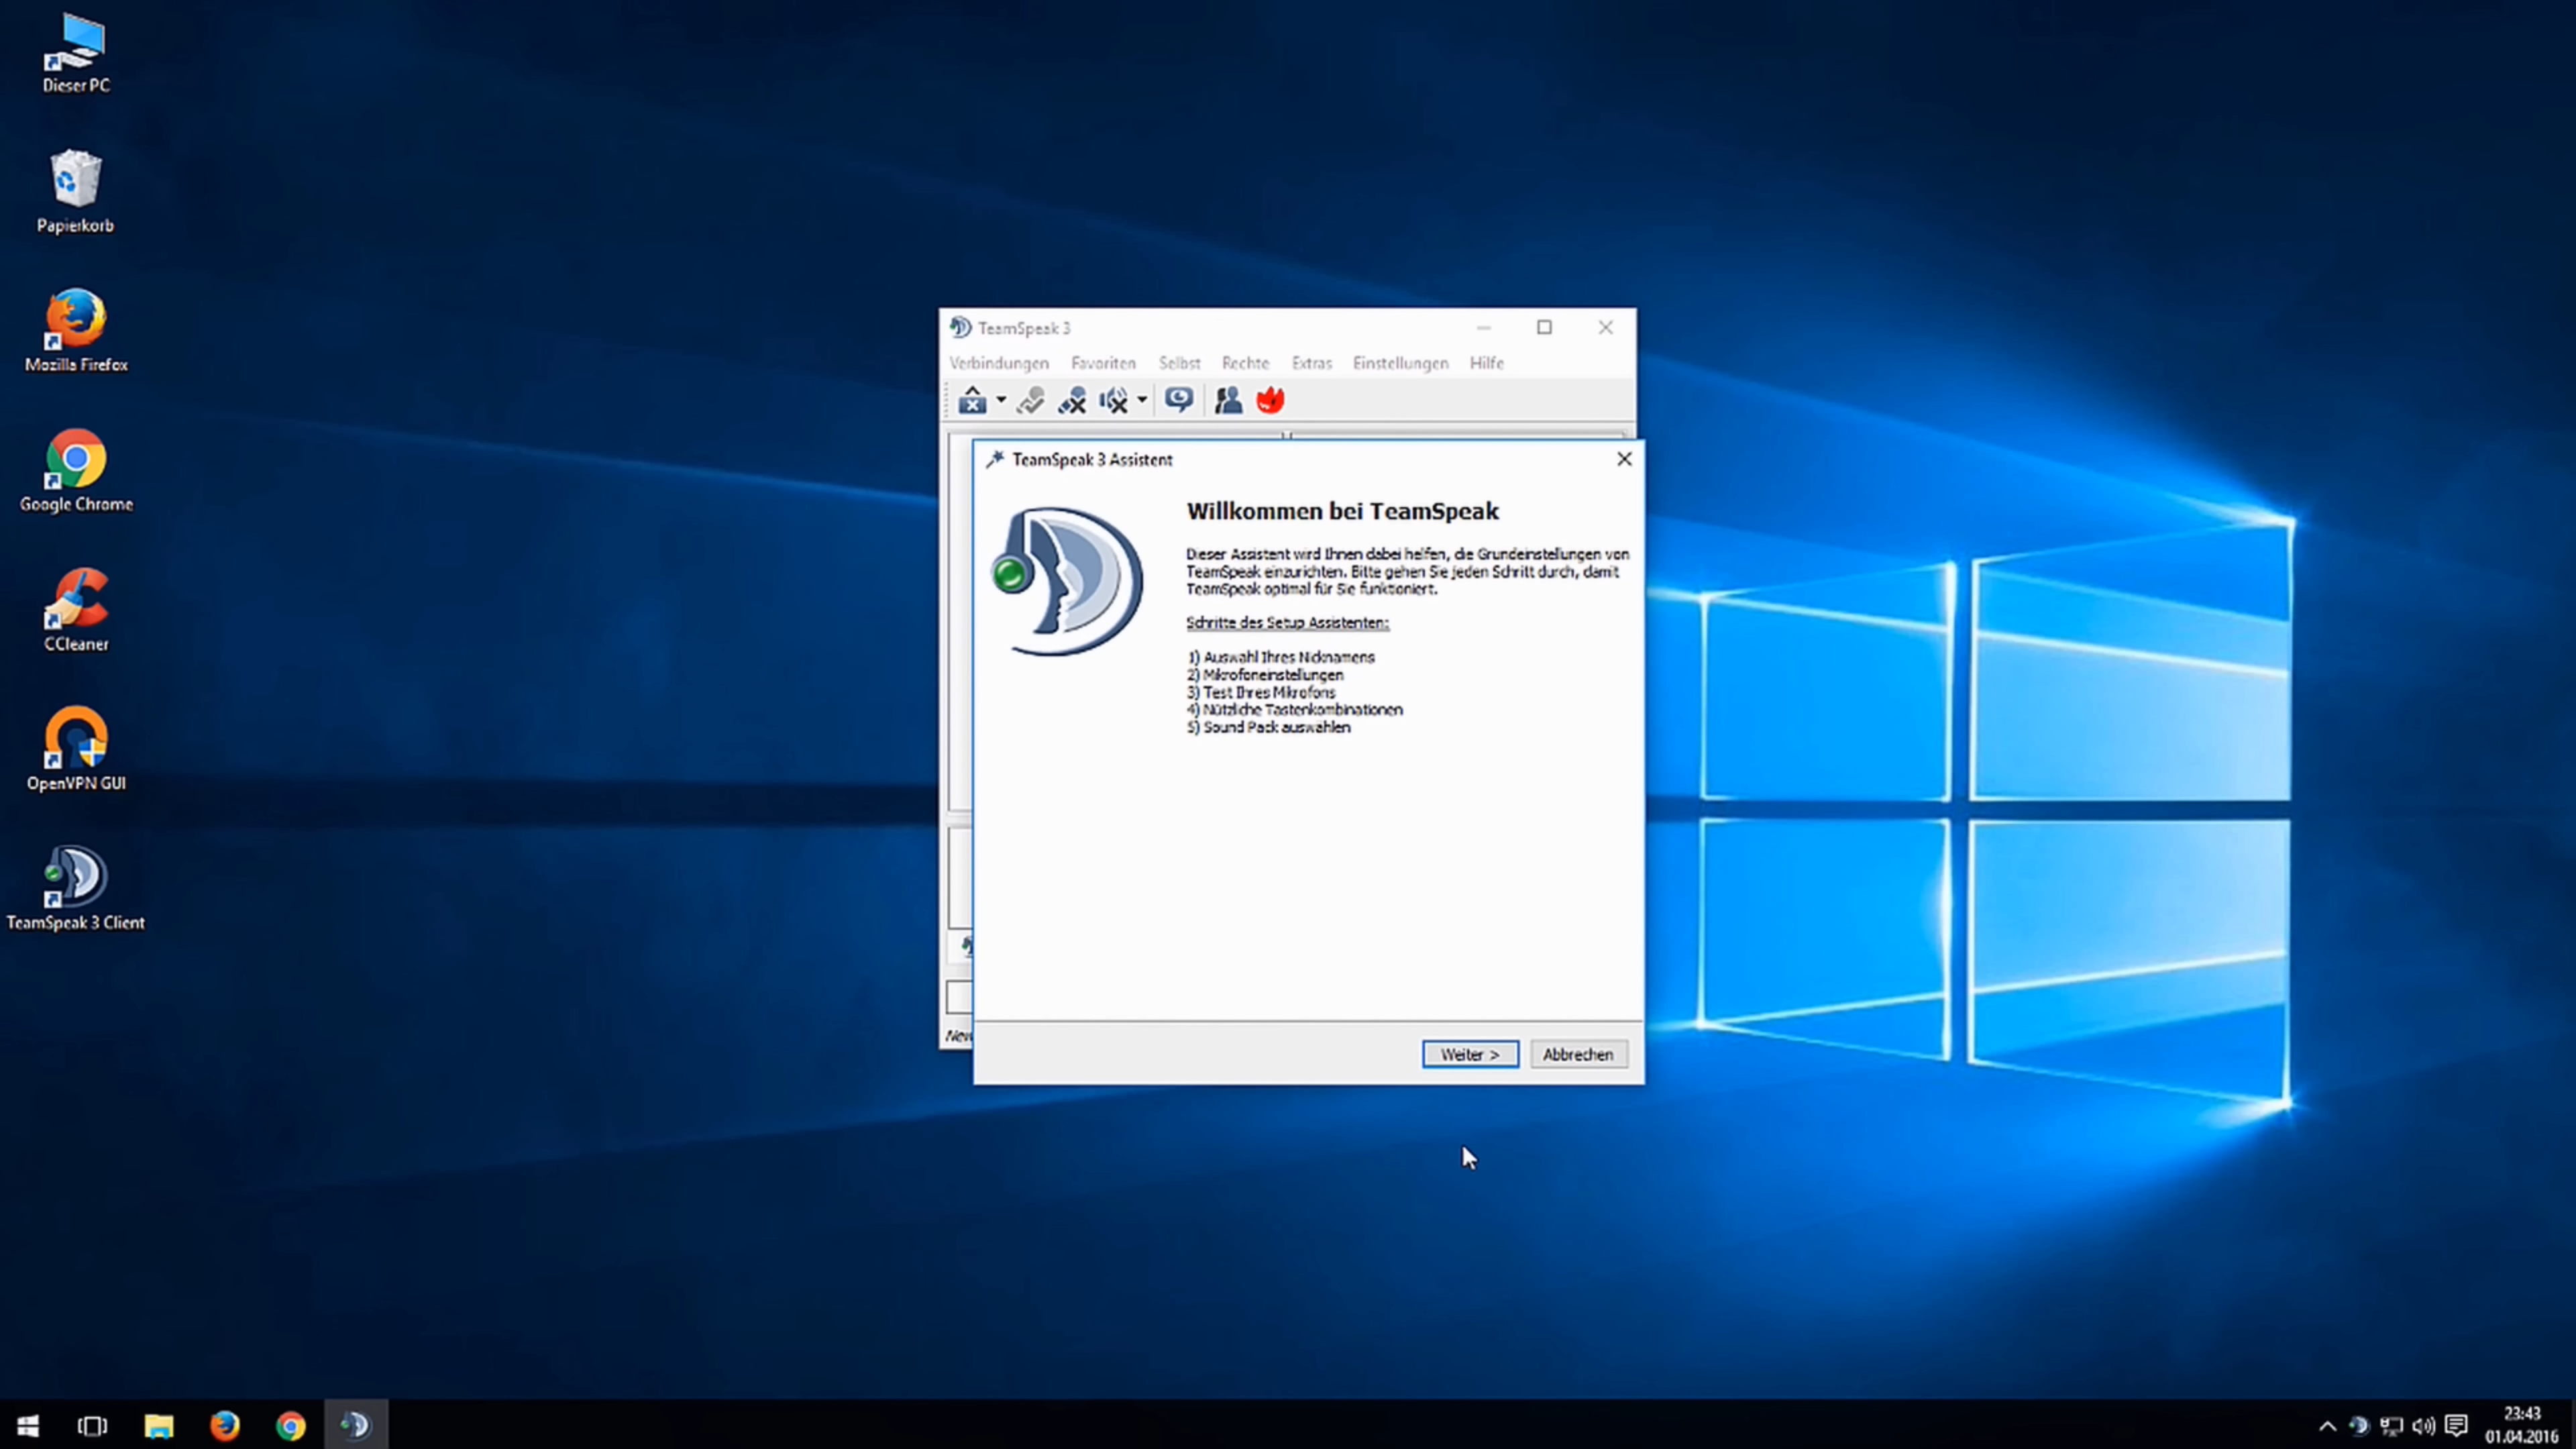 Dieser PC
Papierkorb
Mozilla Firefox
Google Chrome
CCleaner
OpenVPN GUI
TeamSpeak 3 Client
TeamSpeak 3
Verbindungen Favoriten Selbst Rechte Extras Einstellungen Hilfe
TeamSpeak 3 Assistent
Willkommen bei TeamSpeak
Dieser Assistent wird Ihnen dabei helfen, die Grundeinstellungen von
TeamSpeak einzurichten. Bitte gehen Sie jeden Schritt durch, damit
TeamSpeak optimal für Sie funktioniert.
Schritte des Setup Assistenten:
1) Auswahl Ihres Nicknamens
2) Mikrofoneinstellungen
3) Test Ihres Mikrofons
4) Nützliche Tastenkombinationen
5) Sound Pack auswählen
Weiter >
Abbrechen
23:43
01.04.2016